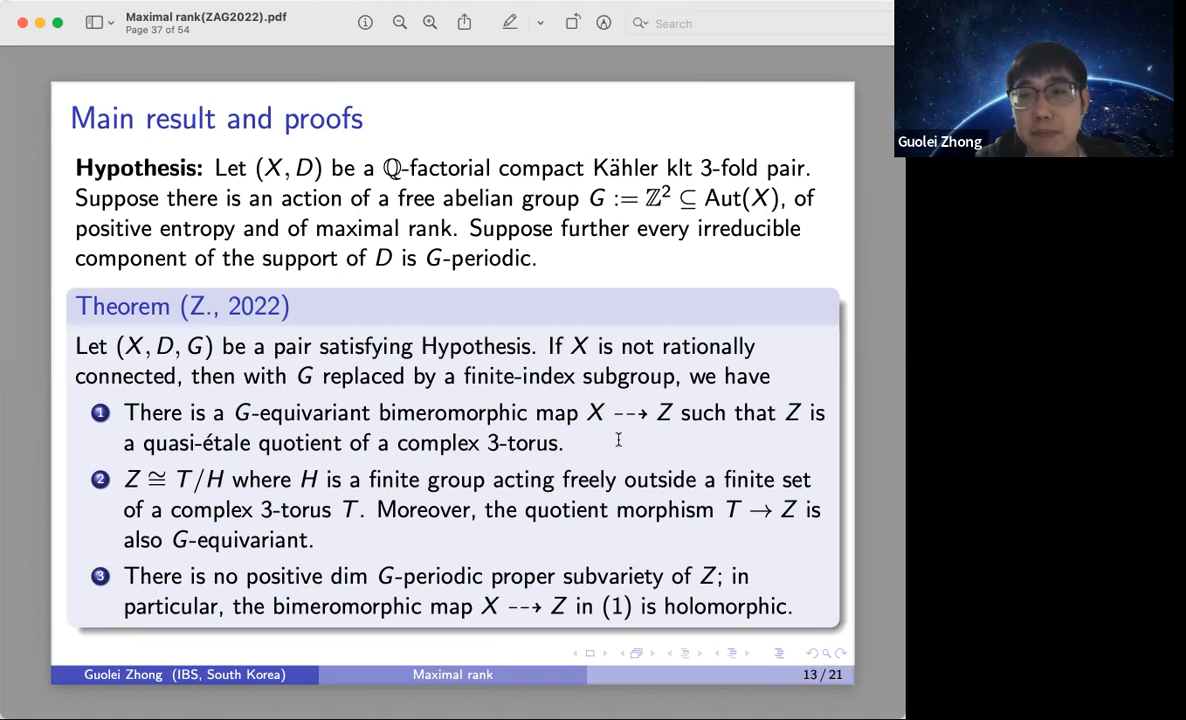 Maximal rank(ZAG2022).pdf
Page 37 of 54
Search
Main result and proofs
Hypothesis: Let (X, D) be a ℚ-factorial compact Kähler klt 3-fold pair.
Suppose there is an action of a free abelian group G := ℤ² ⊆ Aut(X), of
positive entropy and of maximal rank. Suppose further every irreducible
component of the support of D is G-periodic.
Theorem (Z., 2022)
Let (X, D, G) be a pair satisfying Hypothesis. If X is not rationally
connected, then with G replaced by a finite-index subgroup, we have
1 There is a G-equivariant bimeromorphic map X ⇢ Z such that Z is
a quasi-étale quotient of a complex 3-torus.
2 Z ≅ T/H where H is a finite group acting freely outside a finite set
of a complex 3-torus T. Moreover, the quotient morphism T → Z is
also G-equivariant.
3 There is no positive dim G-periodic proper subvariety of Z; in
particular, the bimeromorphic map X ⇢ Z in (1) is holomorphic.
Guolei Zhong (IBS, South Korea)
Maximal rank
13 / 21
Guolei Zhong